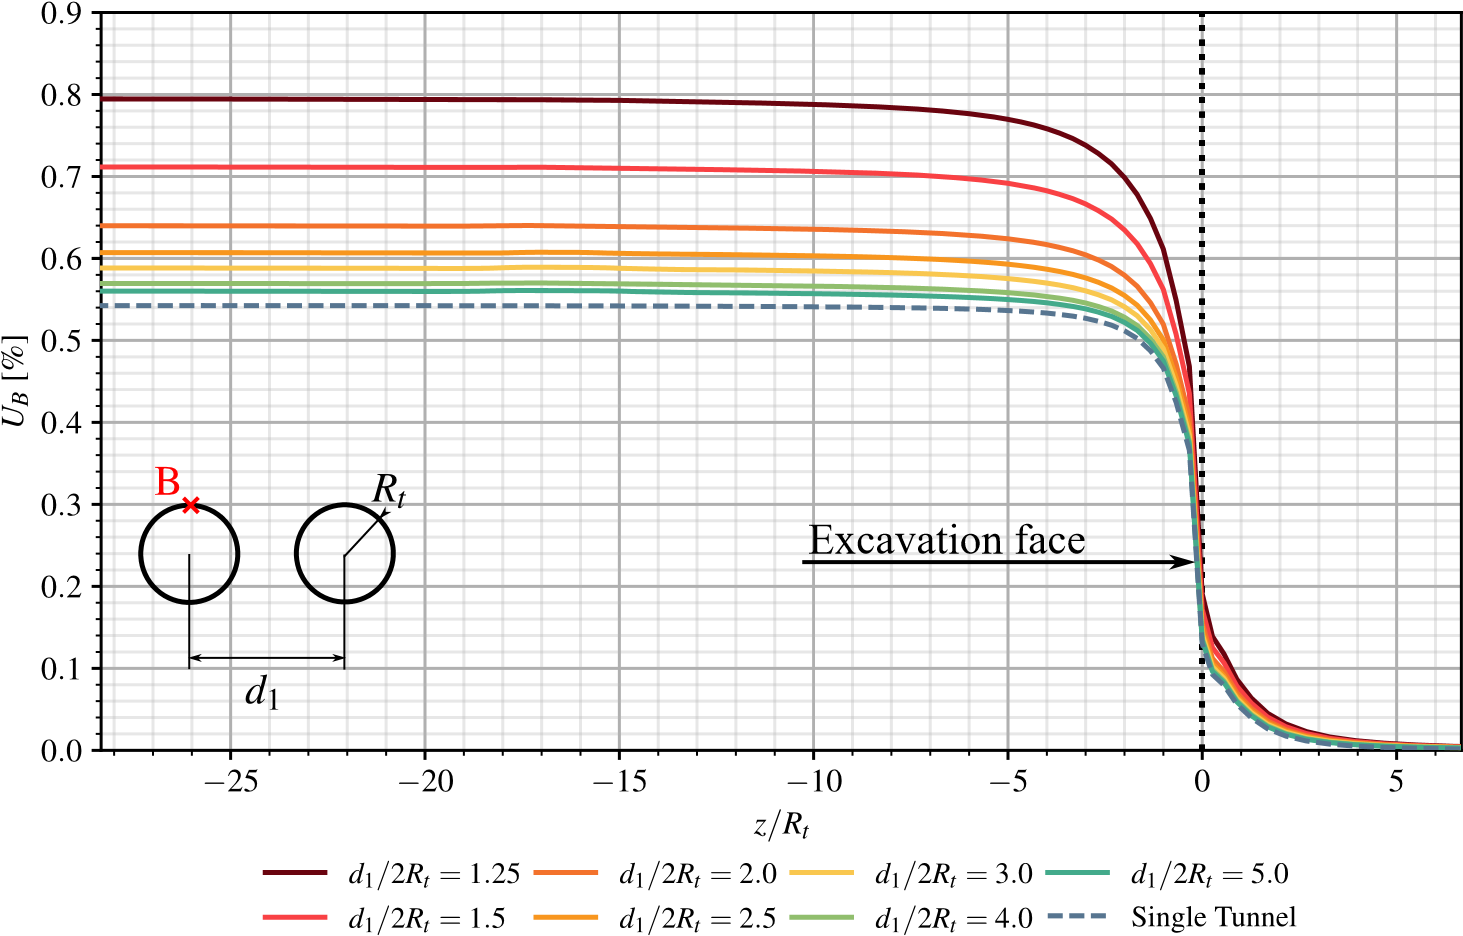 0.9
0.8
0.7
0.6
0.5
0.4
0.3
0.2
0.1
0.0
U_B [%]
B
R_t
d_1
Excavation face
−25 −20 −15 −10 −5 0 5
z/R_t
d_1/2R_t = 1.25 d_1/2R_t = 2.0 d_1/2R_t = 3.0 d_1/2R_t = 5.0
d_1/2R_t = 1.5 d_1/2R_t = 2.5 d_1/2R_t = 4.0 Single Tunnel